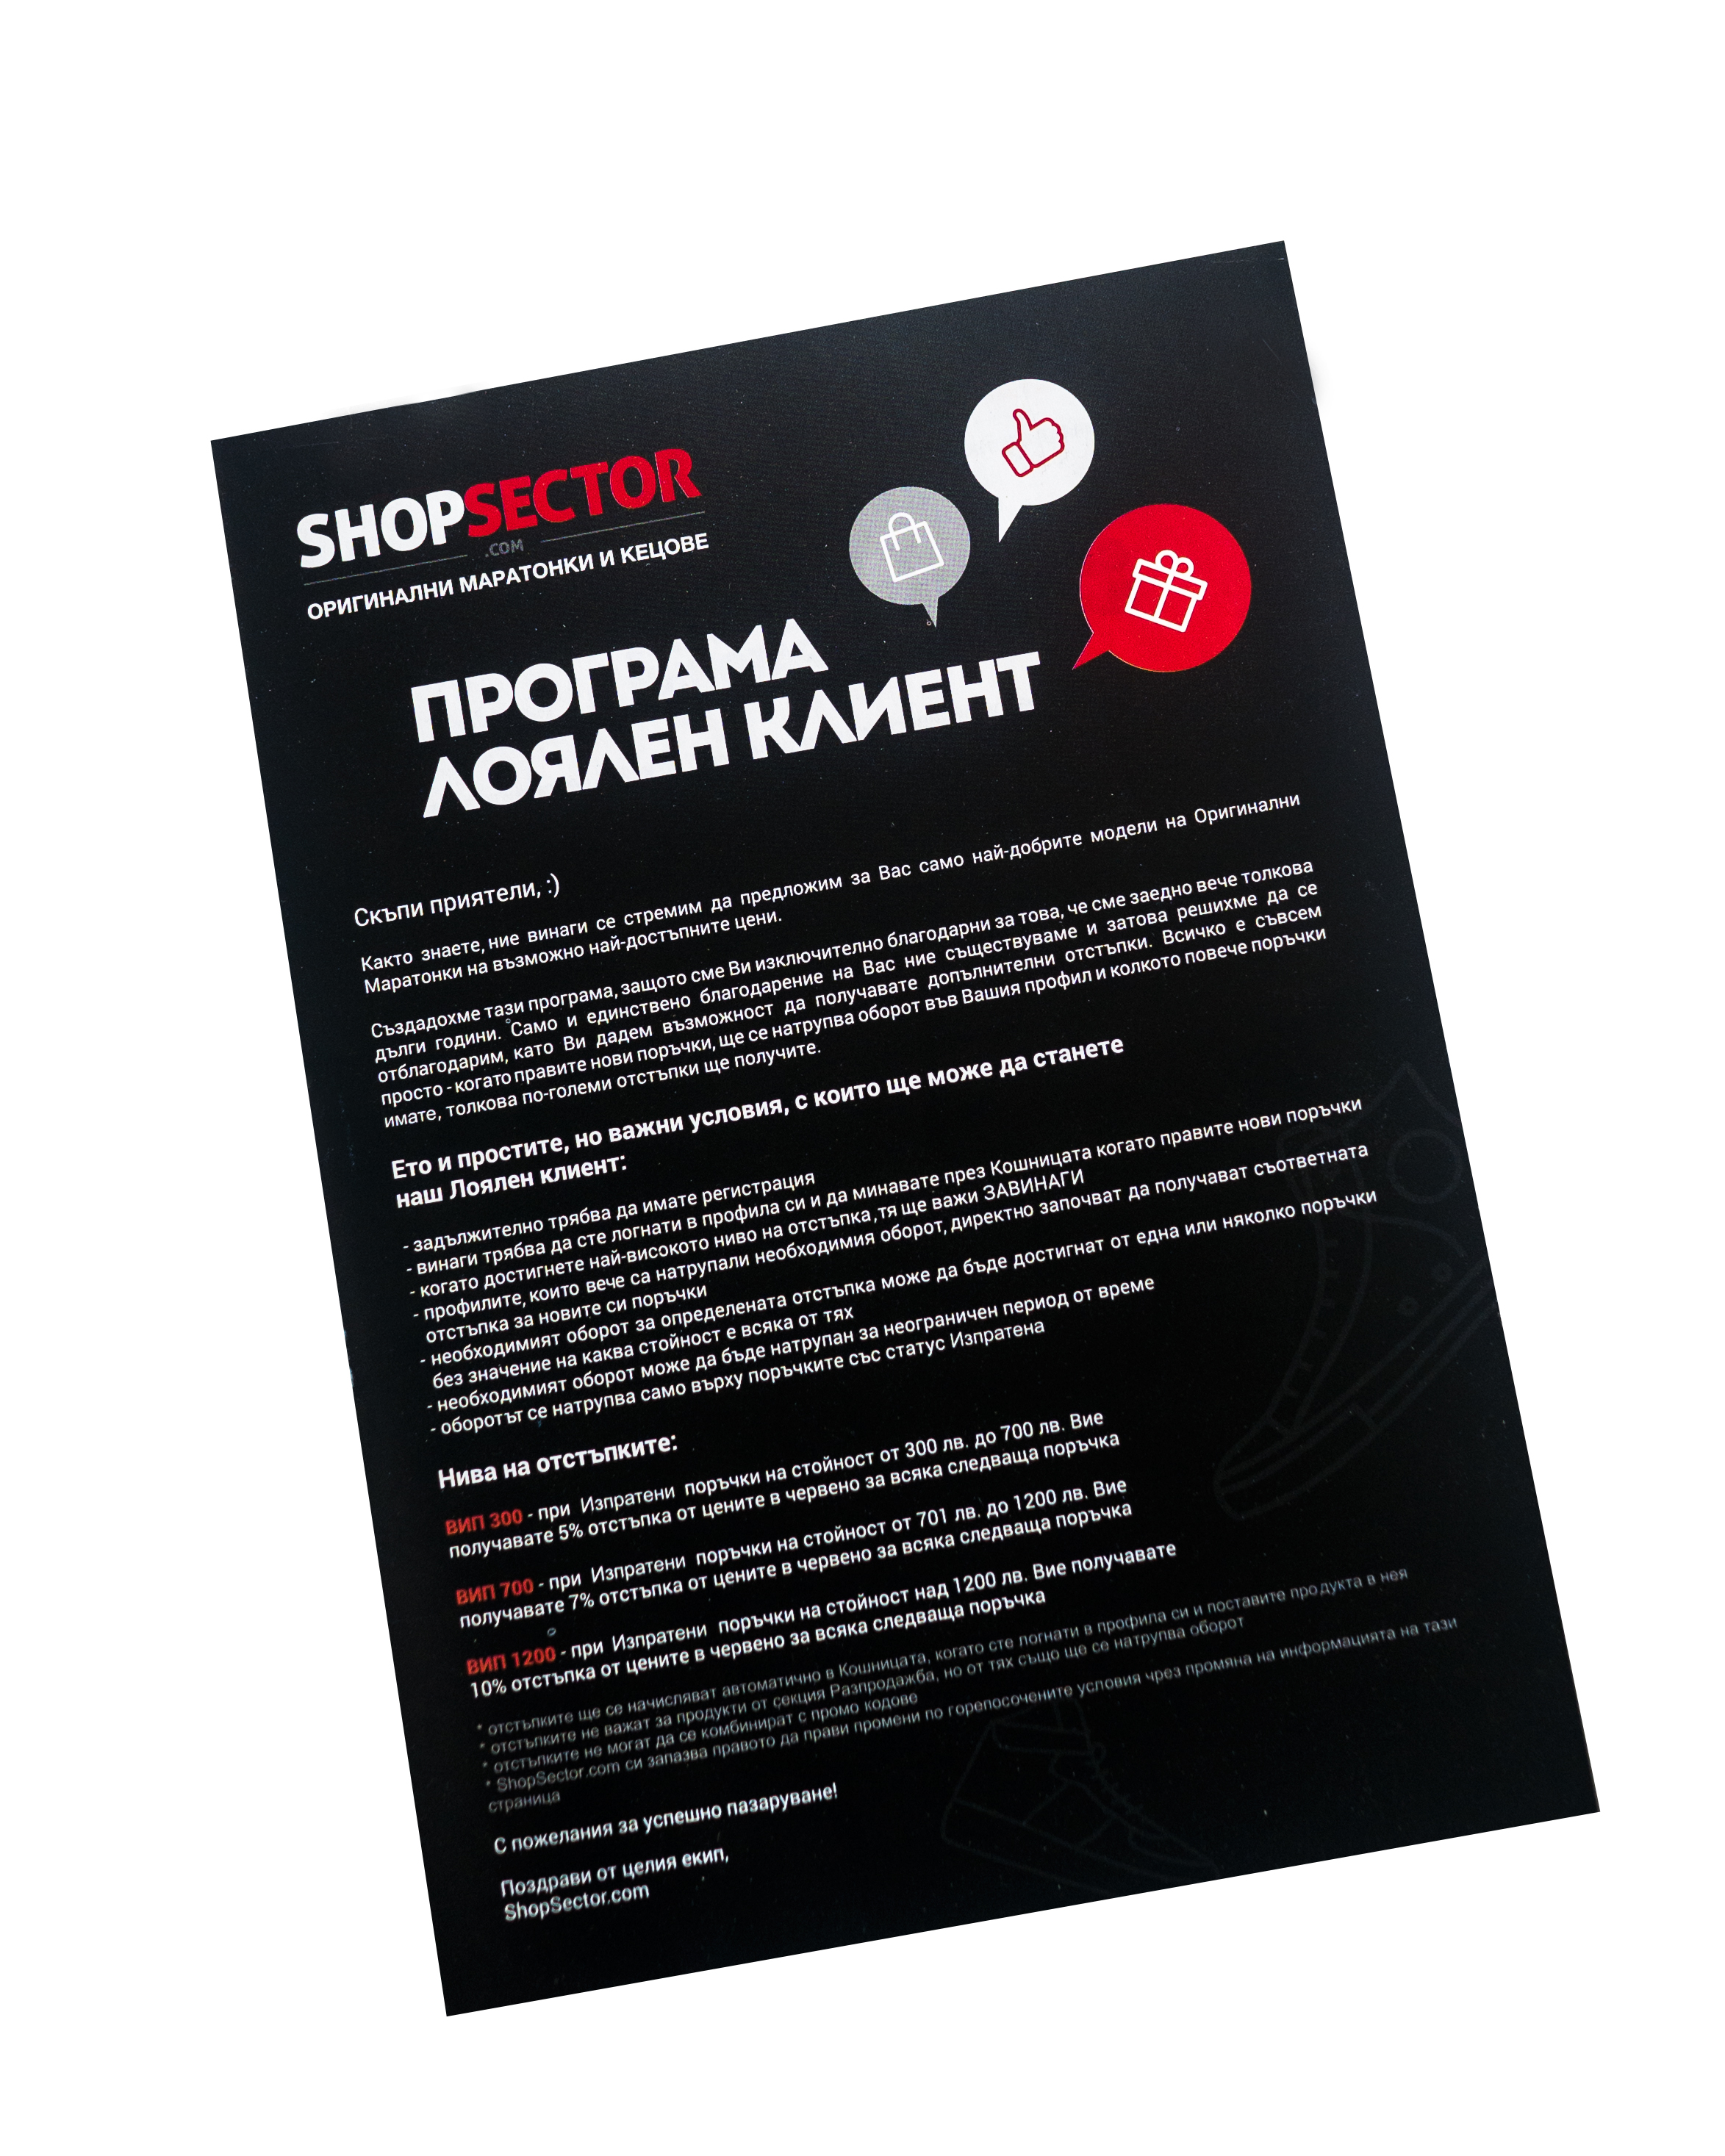 SHOPSECTOR
.COM
ОРИГИНАЛНИ МАРАТОНКИ И КЕЦОВЕ
ПРОГРАМА
ЛОЯЛЕН КЛИЕНТ
Скъпи приятели, :)
Както знаете, ние винаги се стремим да предложим за Вас само най-добрите модели на Оригинални
Маратонки на възможно най-достъпните цени.
Създадохме тази програма, защото сме Ви изключително благодарни за това, че сме заедно вече толкова
дълги години. Само и единствено благодарение на Вас ние съществуваме и затова решихме да се
отблагодарим, като Ви дадем възможност да получавате допълнителни отстъпки. Всичко е съвсем
просто - когато правите нови поръчки, ще се натрупва оборот във Вашия профил и колкото повече поръчки
имате, толкова по-големи отстъпки ще получите.
Ето и простите, но важни условия, с които ще може да станете
наш Лоялен клиент:
- задължително трябва да имате регистрация
- винаги трябва да сте логнати в профила си и да минавате през Кошницата когато правите нови поръчки
- когато достигнете най-високото ниво на отстъпка,тя ще важи ЗАВИНАГИ
- профилите, които вече са натрупали необходимия оборот, директно започват да получават съответната
отстъпка за новите си поръчки
- необходимият оборот за определената отстъпка може да бъде достигнат от една или няколко поръчки
без значение на каква стойност е всяка от тях
- необходимият оборот може да бъде натрупан за неограничен период от време
- оборотът се натрупва само върху поръчките със статус Изпратена
Нива на отстъпките:
ВИП 300 - при Изпратени поръчки на стойност от 300 лв. до 700 лв. Вие
получавате 5% отстъпка от цените в червено за всяка следваща поръчка
ВИП 700 - при Изпратени поръчки на стойност от 701 лв. до 1200 лв. Вие
получавате 7% отстъпка от цените в червено за всяка следваща поръчка
ВИП 1200 - при Изпратени поръчки на стойност над 1200 лв. Вие получавате
10% отстъпка от цените в червено за всяка следваща поръчка
* отстъпките ще се начисляват автоматично в Кошницата, когато сте логнати в профила си и поставите продукта в нея
* отстъпките не важат за продукти от секция Разпродажба, но от тях също ще се натрупва оборот
* отстъпките не могат да се комбинират с промо кодове
* ShopSector.com си запазва правото да прави промени по горепосочените условия чрез промяна на информацията на тази
страница
С пожелания за успешно пазаруване!
Поздрави от целия екип,
ShopSector.com